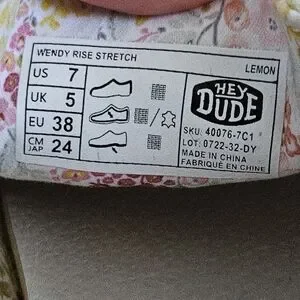 WENDY RISE STRETCH
LEMON
US 7
UK 5
EU 38
CM JAP 24
HEY DUDE
SKU: 40076-7C1
LOT: 0722-32-DY
MADE IN CHINA
FABRIQUÉ EN CHINE